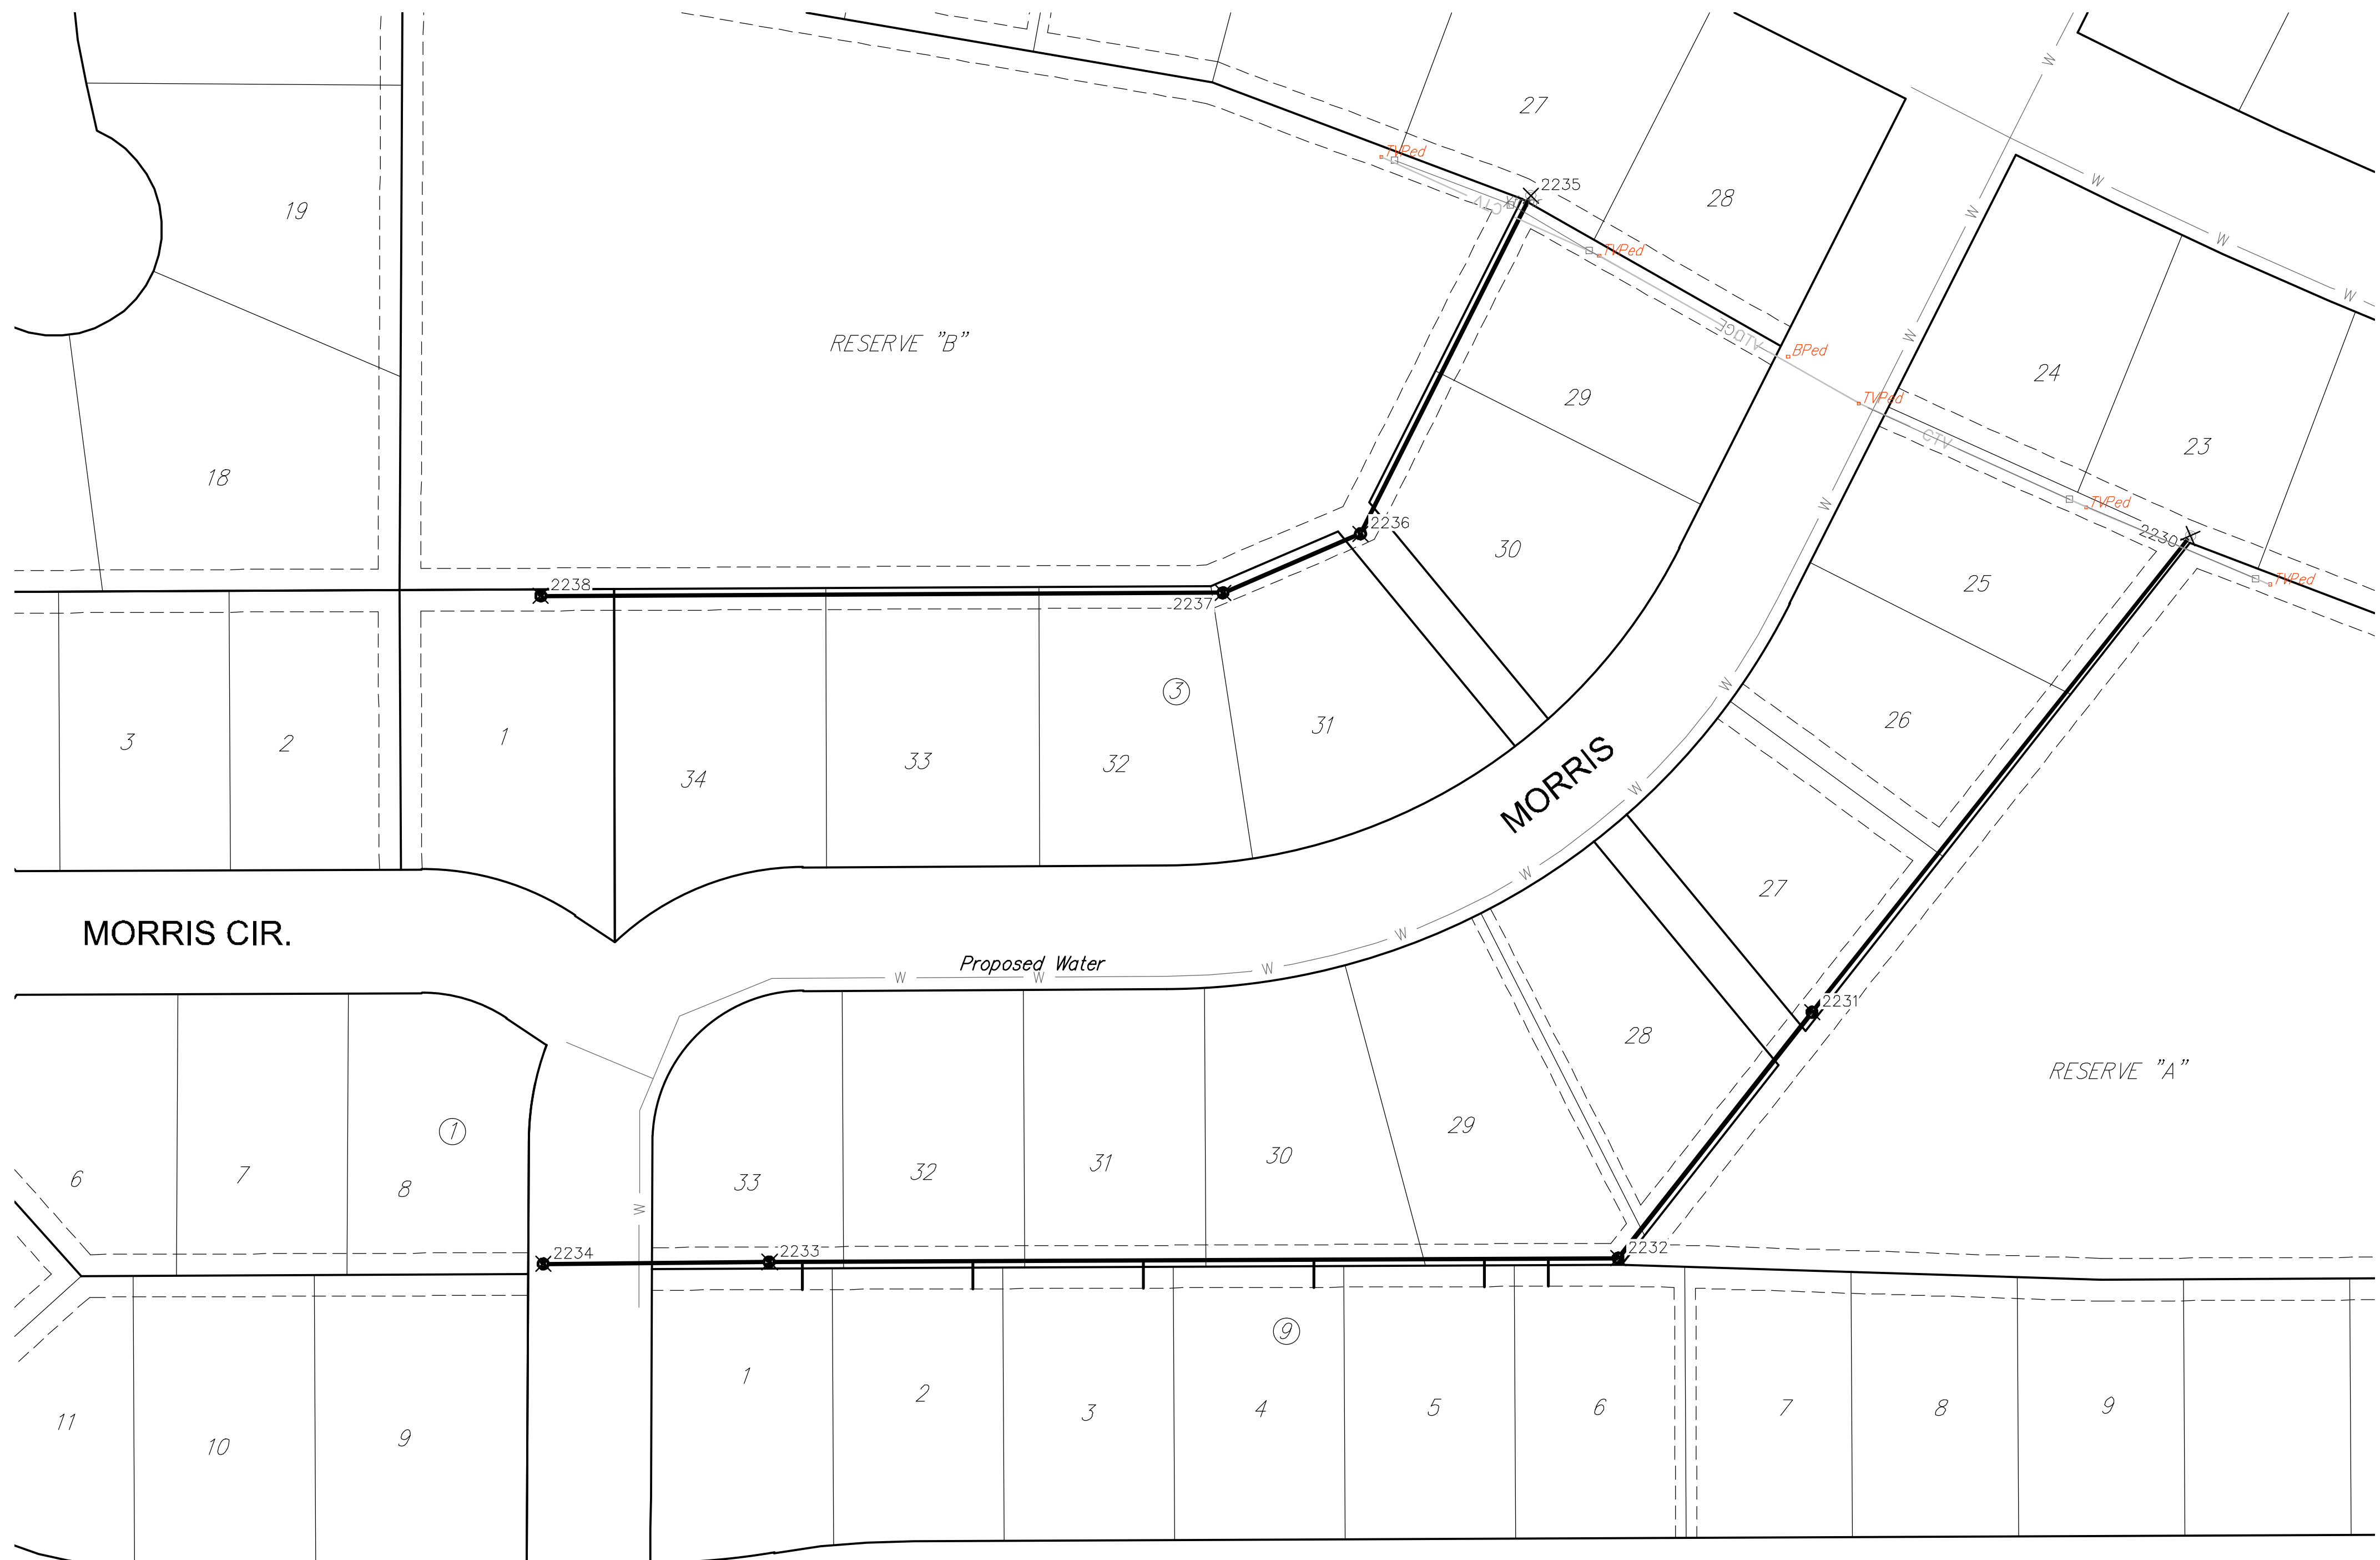 27
TVPed
2235
28
19
CTV
W
W
W
W
W
TVPed
RESERVE "B"
ALDGE
BPed
W
24
29
TVPed
CTV
23
18
TVPed
W
2236
2230
30
25
TVPed
2238
2237
3
31
26
W
3
2
1
34
33
32
MORRIS
W
27
W
MORRIS CIR.
W
Proposed Water
W
W
W
2231
28
RESERVE "A"
1
29
6
7
8
33
32
31
30
W
2234
2233
2232
9
1
2
3
4
5
6
7
8
9
11
10
9